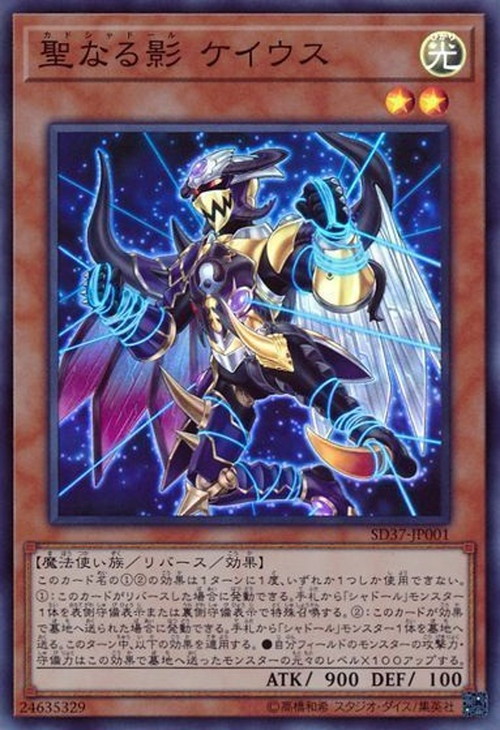 カドシャドール
聖なる影 ケイウス
ひかり
光
SD37-JP001
【魔法使い族／リバース／効果】
このカード名の①②の効果は１ターンに１度、いずれか１つしか使用できない。
①：このカードがリバースした場合に発動できる。手札から「シャドール」モンスター
１体を表側守備表示または裏側守備表示で特殊召喚する。②：このカードが効果
で墓地へ送られた場合に発動できる。手札から「シャドール」モンスター１体を墓地へ
送る。このターン中、以下の効果を適用する。●自分フィールドのモンスターの攻撃力・
守備力はこの効果で墓地へ送ったモンスターの元々のレベル×１００アップする。
ATK/ 900 DEF/ 100
24635329
©高橋和希 スタジオ・ダイス/集英社